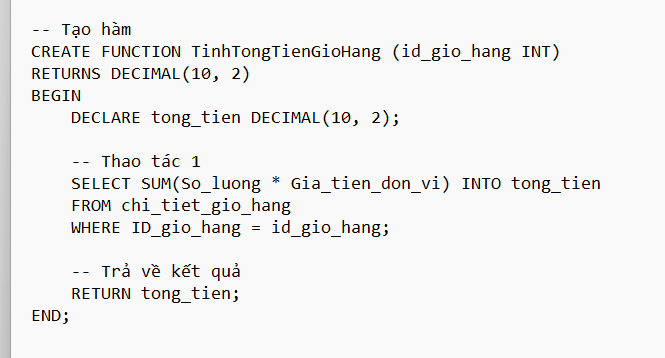 -- Tạo hàm
CREATE FUNCTION TinhTongTienGioHang (id_gio_hang INT)
RETURNS DECIMAL(10, 2)
BEGIN
    DECLARE tong_tien DECIMAL(10, 2);
    -- Thao tác 1
    SELECT SUM(So_luong * Gia_tien_don_vi) INTO tong_tien
    FROM chi_tiet_gio_hang
    WHERE ID_gio_hang = id_gio_hang;
    -- Trả về kết quả
    RETURN tong_tien;
END;